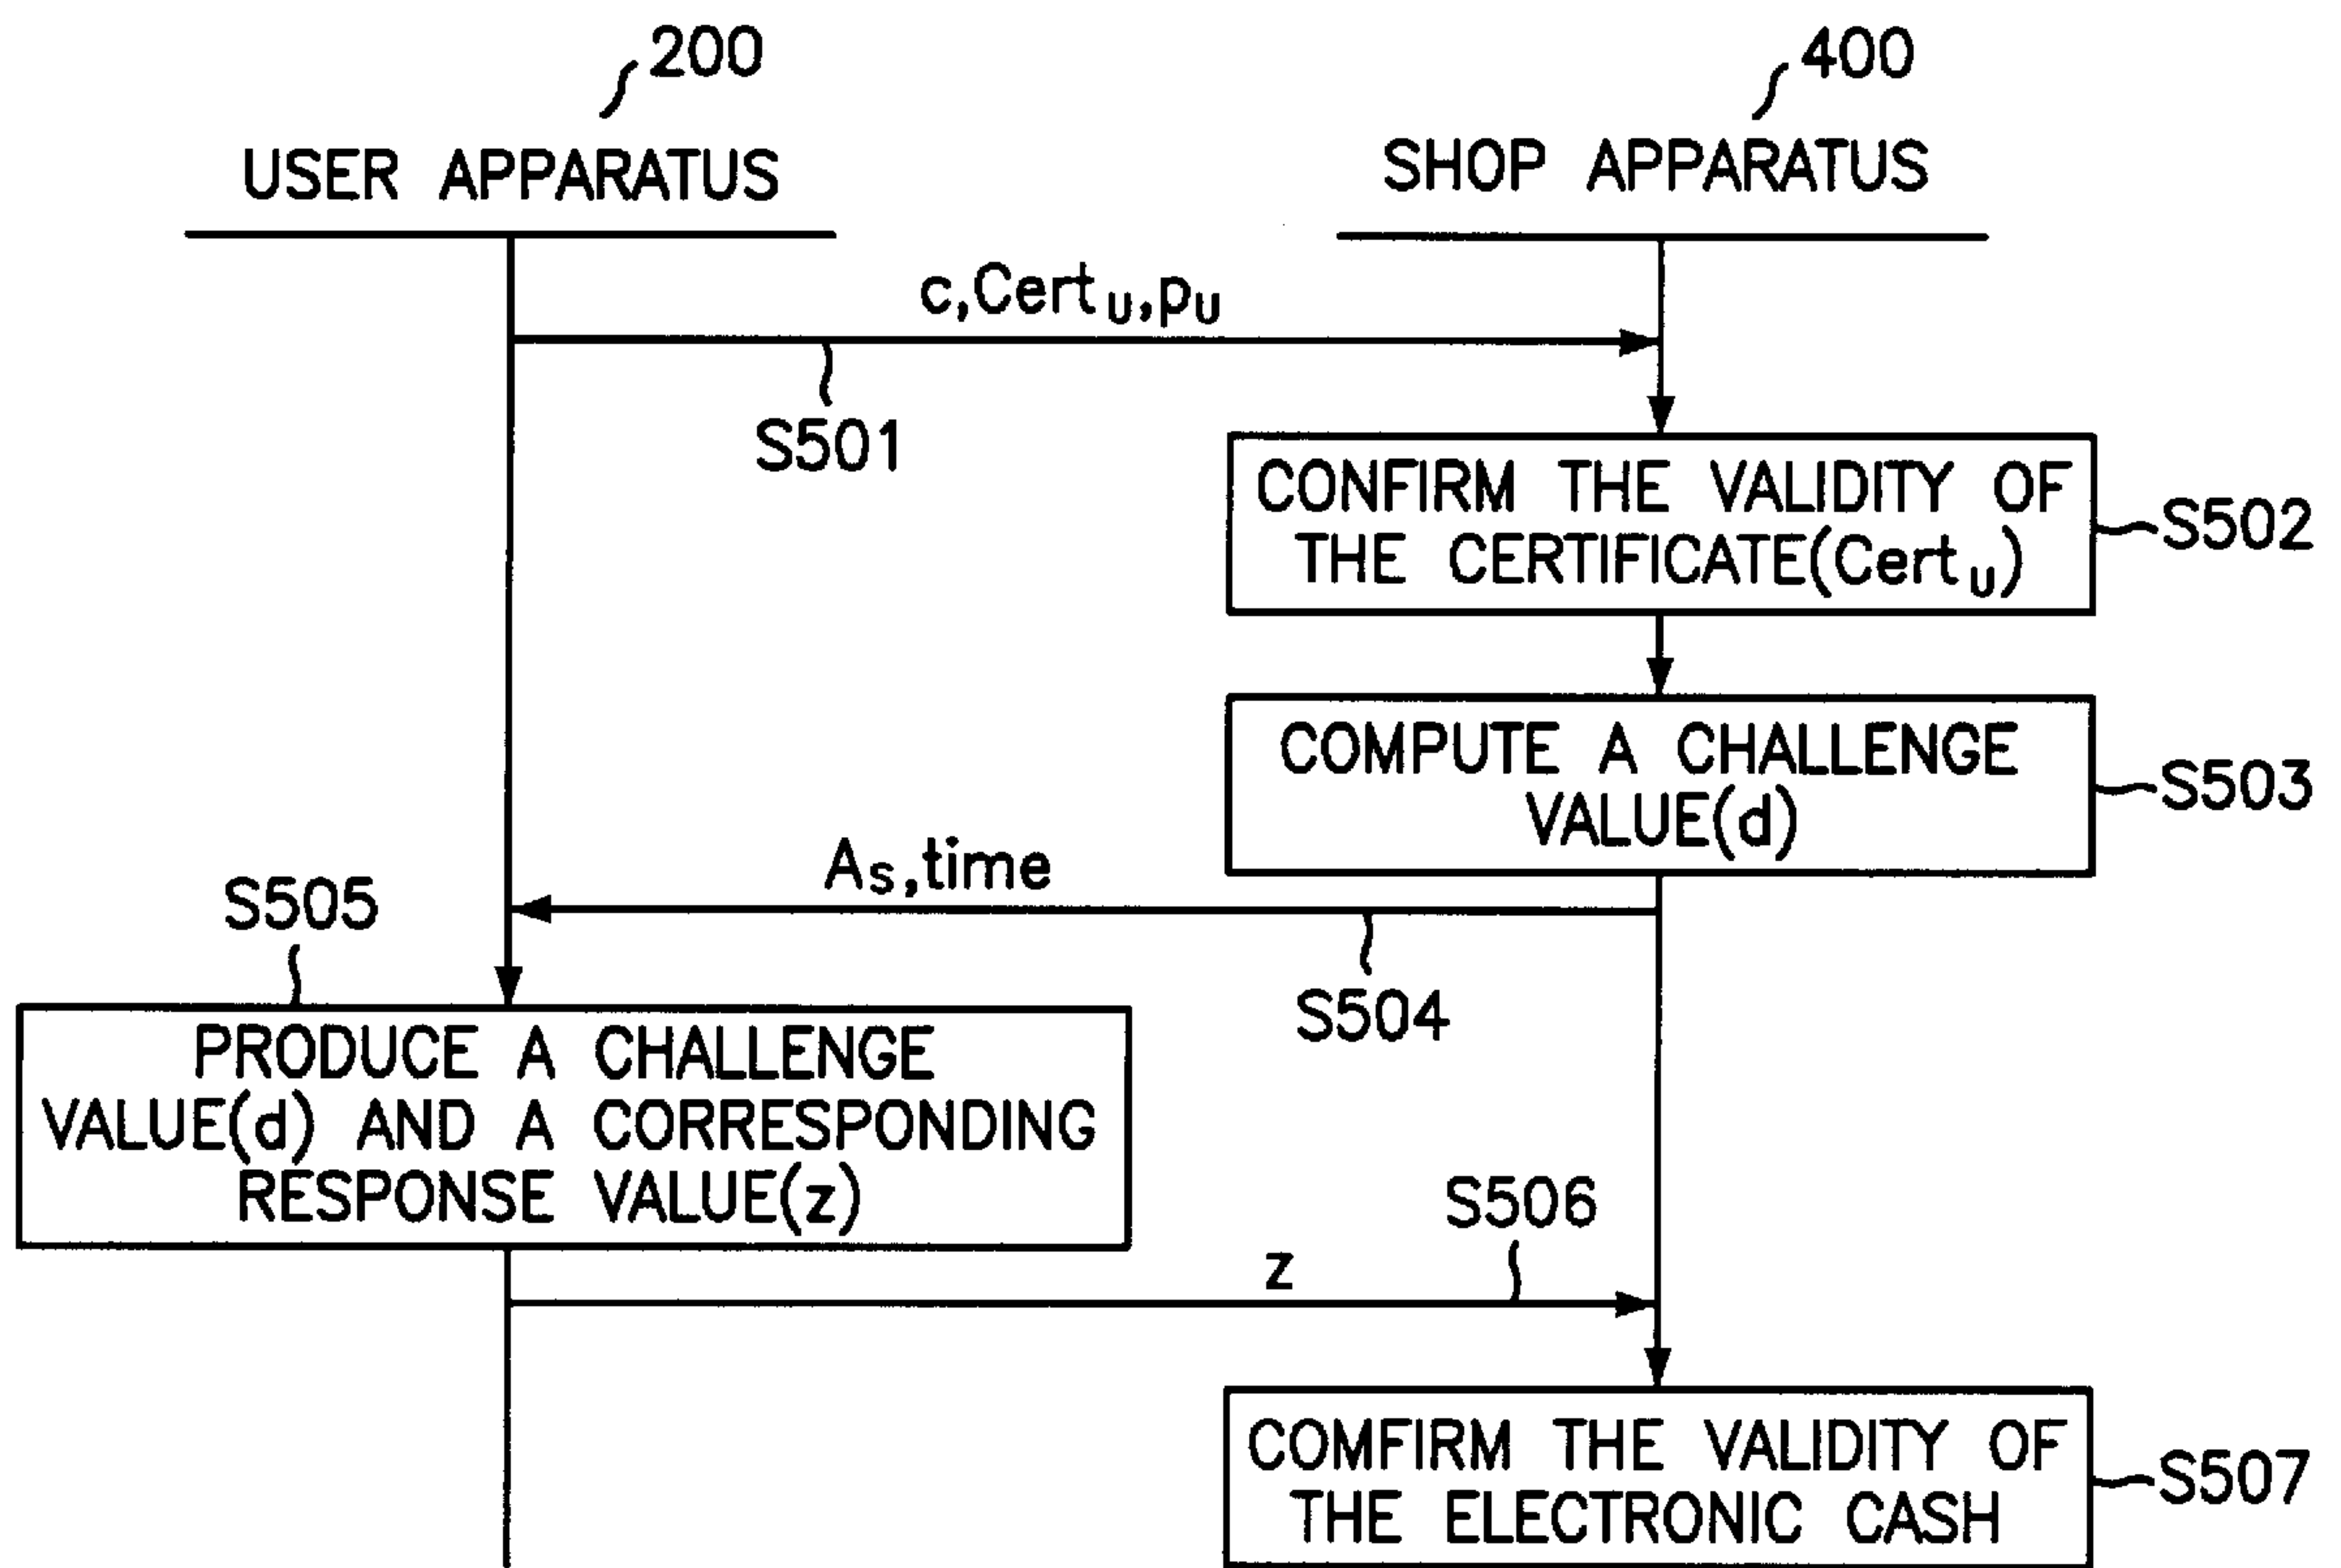 200
400
USER APPARATUS
SHOP APPARATUS
c,Certu,pu
S501
CONFIRM THE VALIDITY OF
THE CERTIFICATE(Certu)
S502
COMPUTE A CHALLENGE
VALUE(d)
S503
As,time
S504
S505
PRODUCE A CHALLENGE
VALUE(d) AND A CORRESPONDING
RESPONSE VALUE(z)
S506
z
COMFIRM THE VALIDITY OF
THE ELECTRONIC CASH
S507